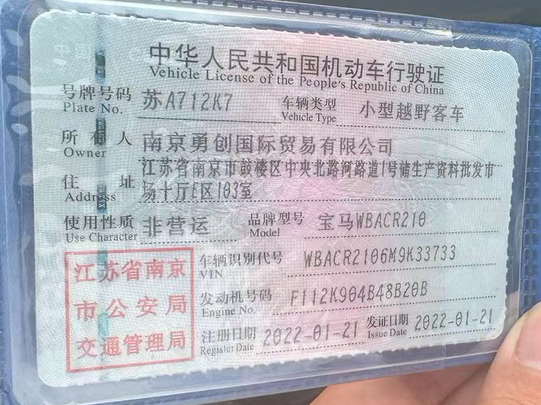 中华人民共和国机动车行驶证
Vehicle License of the People's Republic of China
号牌号码 苏A712K7 车辆类型 小型越野客车
Plate No. Vehicle Type
所有人 南京勇创国际贸易有限公司
Owner
住址 江苏省南京市鼓楼区中央北路河路道1号储生产资料批发市
Address 场十厅E区103室
使用性质 非营运 品牌型号 宝马WBACR210
Use Character Model
江苏省南京
市公安局
交通管理局
车辆识别代号 WBACR2106M9K33733
VIN
发动机号码 F112K904B48B20B
Engine No.
注册日期 2022-01-21 发证日期 2022-01-21
Register Date Issue Date